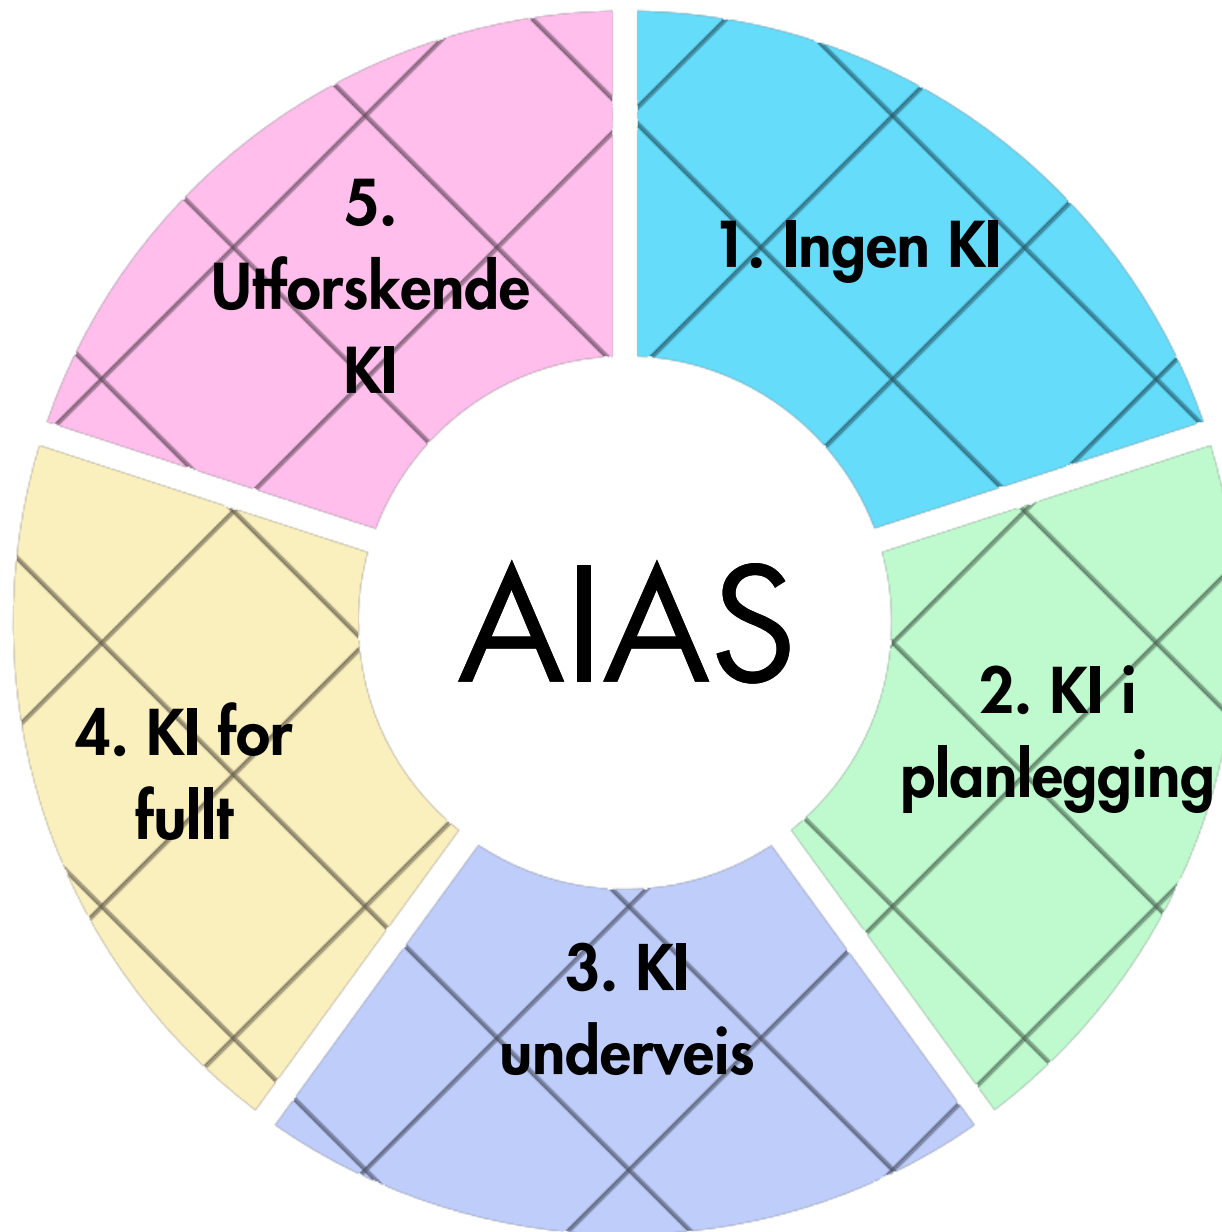 1. Ingen KI
2. KI i
planlegging
3. KI
underveis
4. KI for
fullt
5.
Utforskende
KI
AIAS